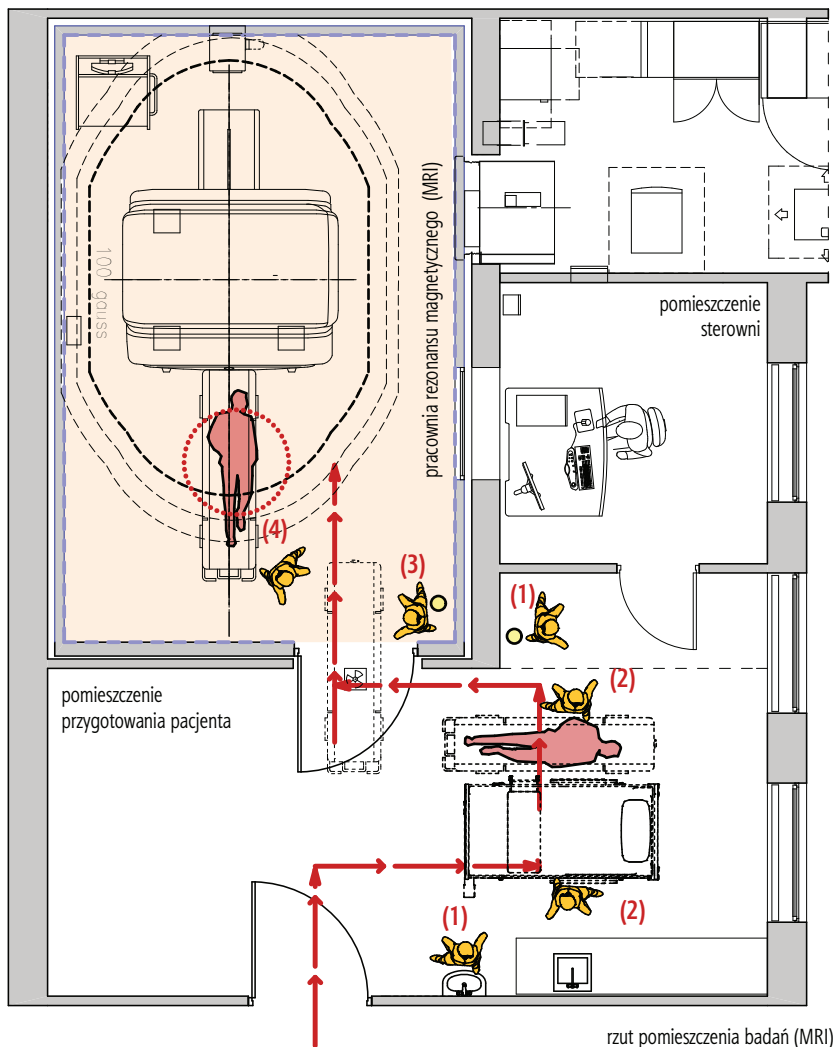 pracownia rezonansu magnetycznego (MRI)
100 gauss
pomieszczenie
sterowni
(4)
(3)
(1)
(2)
pomieszczenie
przygotowania pacjenta
(1)
(2)
rzut pomieszczenia badań (MRI)